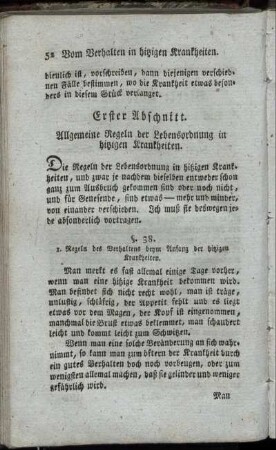 52 Vom Verhalten in hitzigen Krankheiten.
dienlich ist, vorschreiben, dann diejenigen verschied-
nen Fälle bestimmen, wo die Krankheit etwas beson-
ders in diesem Stück verlanget.
Erster Abschnitt.
Allgemeine Regeln der Lebensordnung in
hitzigen Krankheiten.
Die Regeln der Lebensordnung in hitzigen Krank-
heiten, und zwar je nachdem dieselben entweder schon
ganz zum Ausbruch gekommen sind oder noch nicht,
und für Genesende, sind etwas — mehr und minder,
von einander verschieden. Ich muß sie deswegen je-
de absonderlich vortragen.
§. 38.
1. Regeln des Verhaltens beym Anfang der hitzigen
Krankheiten.
Man merkt es fast allemal einige Tage vorher,
wenn man eine hitzige Krankheit bekommen wird.
Man befindet sich nicht recht wohl, man ist träge,
unlustig, schläfrig, der Appetit fehlt und es liegt
etwas vor dem Magen, der Kopf ist eingenommen,
manchmal die Brust etwas beklemmet, man schaudert
leicht und kommt leicht zum Schwitzen.
Wenn man eine solche Veränderung an sich wahr-
nimmt, so kann man zum öftern der Krankheit durch
ein gutes Verhalten doch noch vorbeugen, oder zum
wenigsten allemal machen, daß sie gelinder und weniger
gefährlich wird.
Man